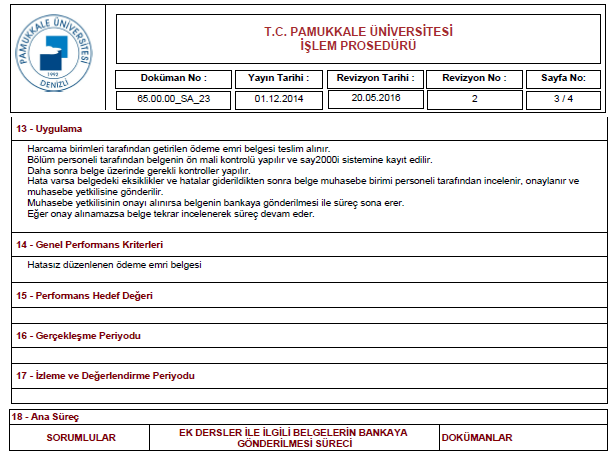 PAMUKKALE ÜNİVERSİTESİ
1992
DENİZLİ
T.C. PAMUKKALE ÜNİVERSİTESİ
İŞLEM PROSEDÜRÜ
Doküman No : Yayın Tarihi : Revizyon Tarihi : Revizyon No : Sayfa No:
65.00.00_SA_23 01.12.2014 20.05.2016 2 3 / 4
13 - Uygulama
Harcama birimleri tarafından getirilen ödeme emri belgesi teslim alınır.
Bölüm personeli tarafından belgenin ön mali kontrolü yapılır ve say2000i sistemine kayıt edilir.
Daha sonra belge üzerinde gerekli kontroller yapılır.
Hata varsa belgedeki eksiklikler ve hatalar giderildikten sonra belge muhasebe birimi personeli tarafından incelenir, onaylanır ve
muhasebe yetkilisine gönderilir.
Muhasebe yetkilisinin onayı alınırsa belgenin bankaya gönderilmesi ile süreç sona erer.
Eğer onay alınamazsa belge tekrar incelenerek süreç devam eder.
14 - Genel Performans Kriterleri
Hatasız düzenlenen ödeme emri belgesi
15 - Performans Hedef Değeri
16 - Gerçekleşme Periyodu
17 - İzleme ve Değerlendirme Periyodu
18 - Ana Süreç
SORUMLULAR EK DERSLER İLE İLGİLİ BELGELERİN BANKAYA GÖNDERİLMESİ SÜRECİ DOKÜMANLAR